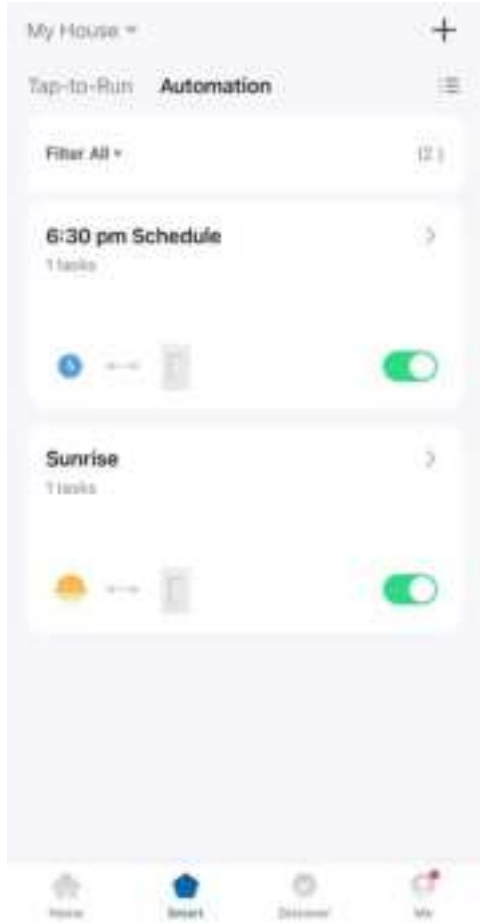 My House
Tap-to-Run Automation
Filter All
(2)
6:30 pm Schedule
1 tasks
Sunrise
1 tasks
Home Smart Discover Me